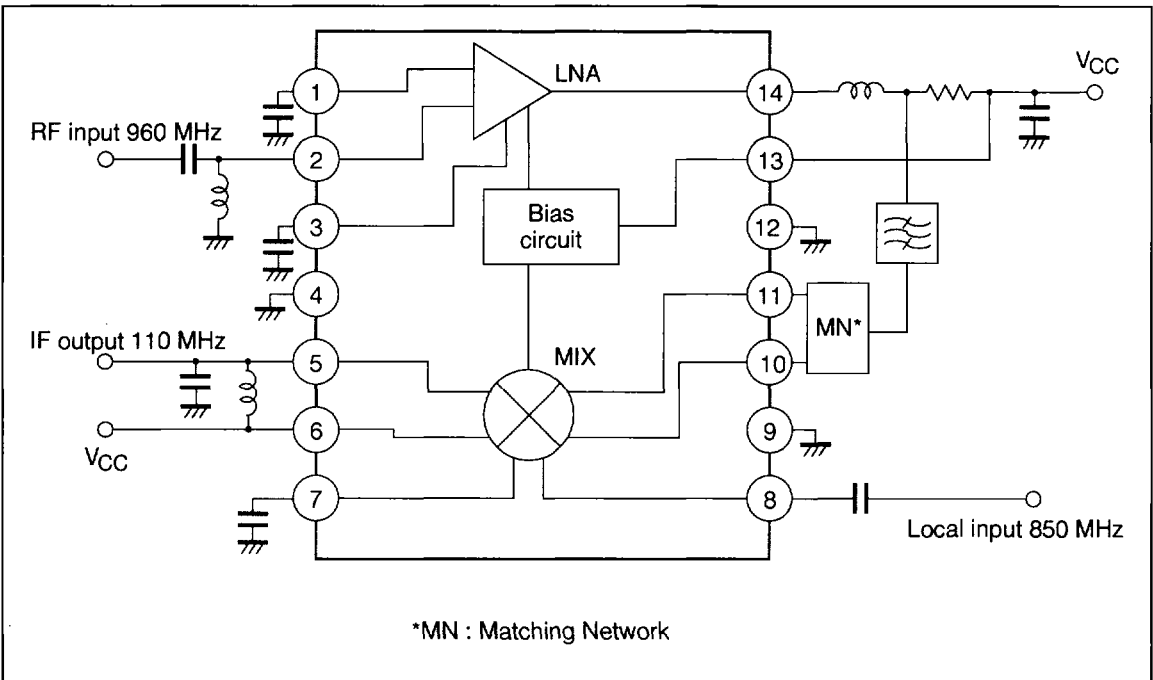 LNA
VCC
1
14
RF input 960 MHz
2
13
Bias
circuit
3
12
4
11
MN*
IF output 110 MHz
5
MIX
10
6
9
VCC
7
8
Local input 850 MHz
*MN : Matching Network